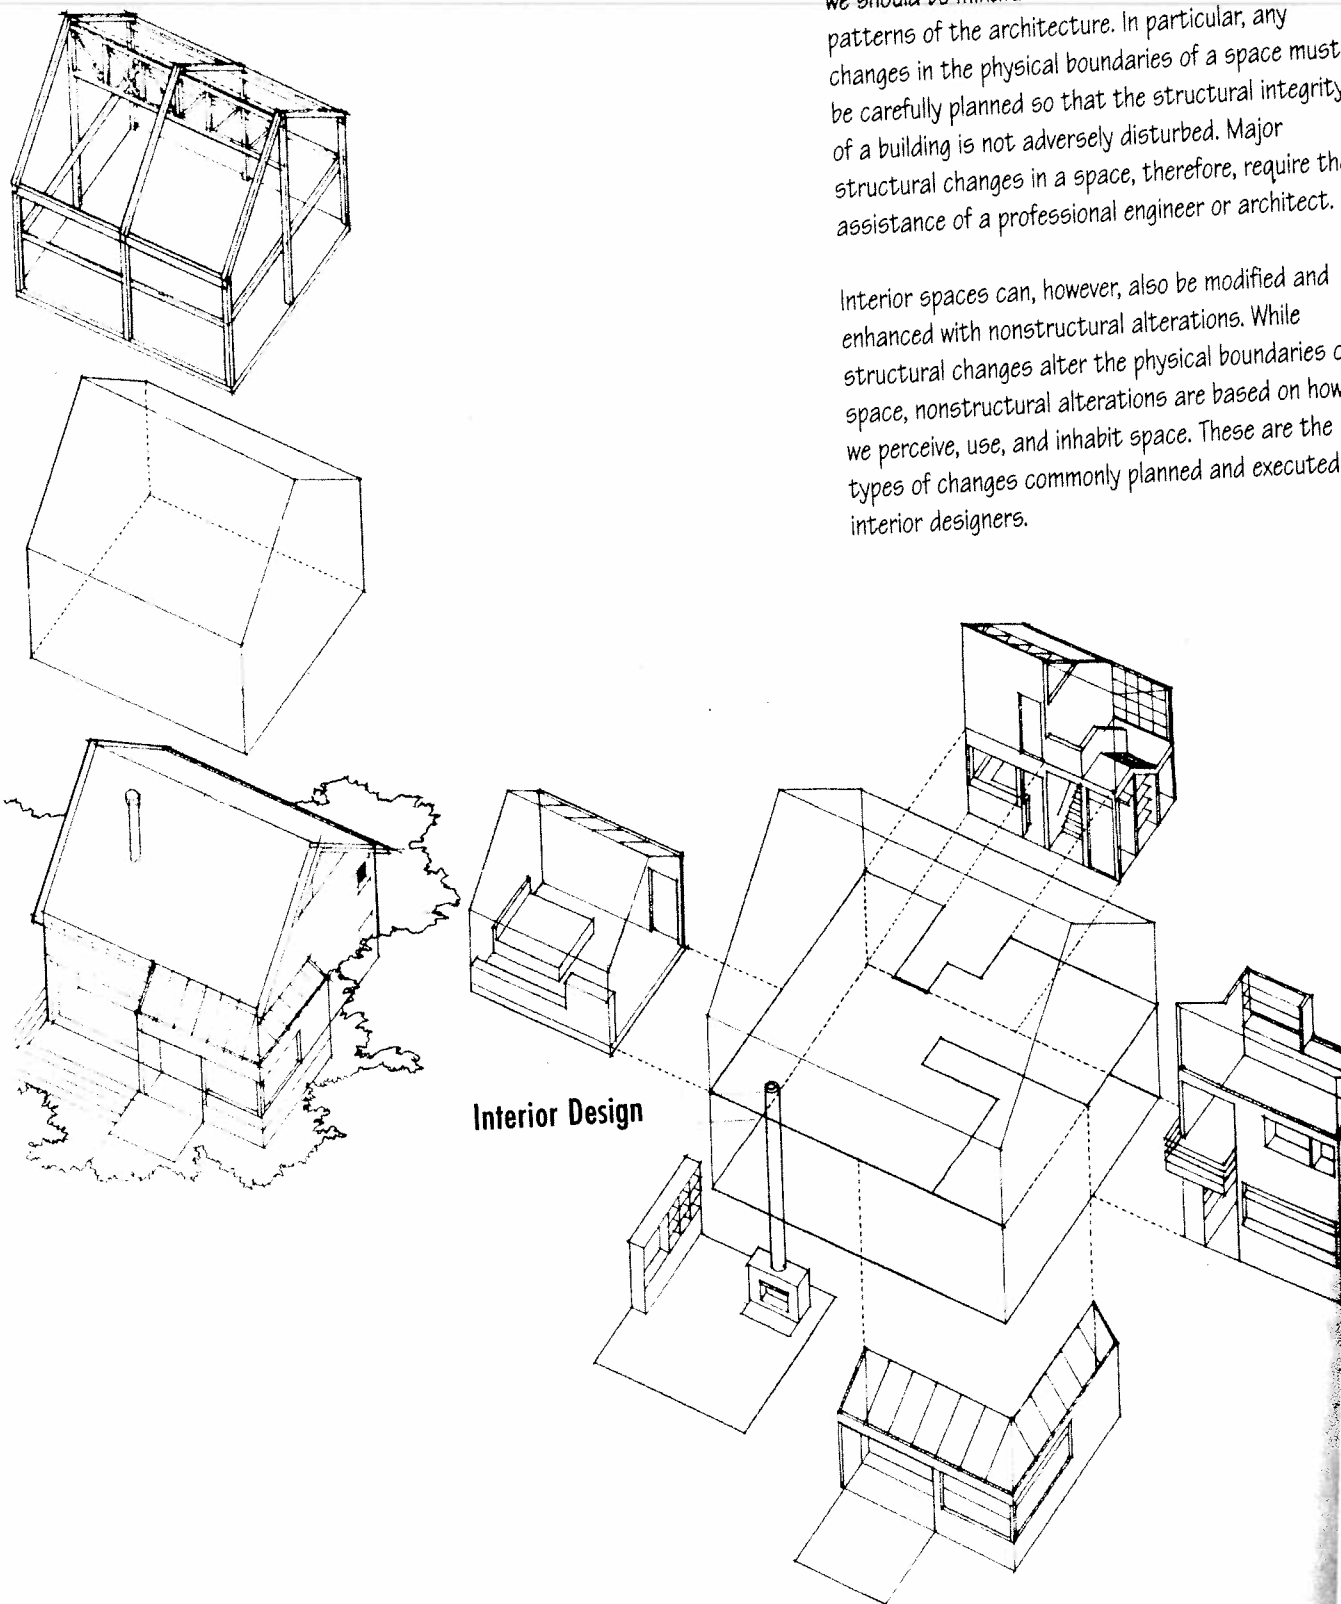 patterns of the architecture. In particular, any
changes in the physical boundaries of a space must
be carefully planned so that the structural integrity
of a building is not adversely disturbed. Major
structural changes in a space, therefore, require
assistance of a professional engineer or architect.
Interior spaces can, however, also be modified and
enhanced with nonstructural alterations. While
structural changes alter the physical boundaries
space, nonstructural alterations are based on how
we perceive, use, and inhabit space. These are the
types of changes commonly planned and executed
interior designers.
Interior Design